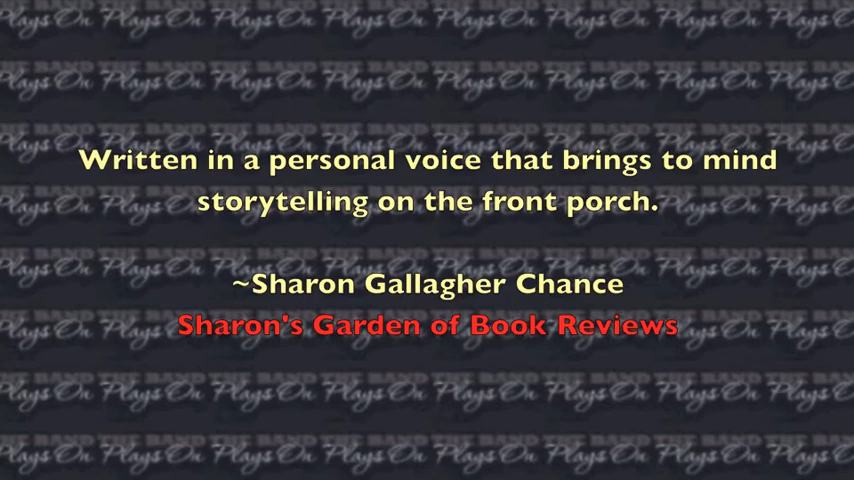 Written in a personal voice that brings to mind
storytelling on the front porch.
~Sharon Gallagher Chance
Sharon's Garden of Book Reviews